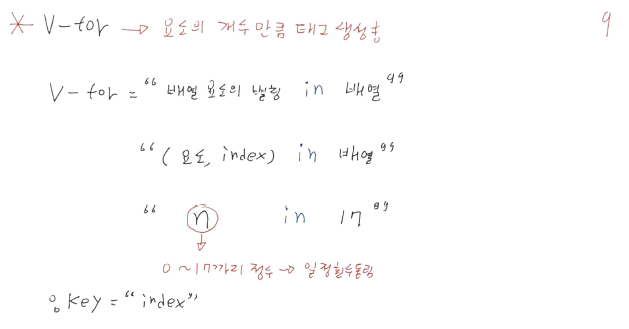 * V-for → 요소의 개수만큼 태그 생성함
9
V-for = "배열 요소의 별칭 in 배열"
"(요소, index) in 배열"
"n in 17"
0~17까지 정수 → 일정횟수돌림
:key = "index"